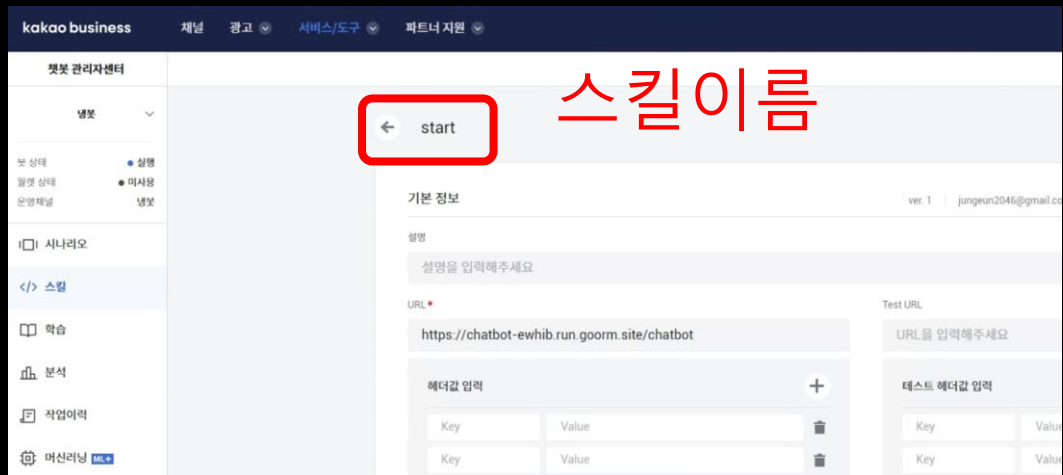 kakao business 채널 광고 서비스/도구 파트너 지원
챗봇 관리자센터
스킬이름
냉봇
start
봇 상태 실행
월렛 상태 미사용
운영채널 냉봇
기본 정보 ver. 1 jungeun2046@gmail.co
설명
시나리오
설명을 입력해주세요
</> 스킬
URL Test URL
학습
https://chatbot-ewhib.run.goorm.site/chatbot URL을 입력해주세요
분석
헤더값 입력 테스트 헤더값 입력
작업이력
Key Value Key Value
머신러닝 ML+
Key Value Key Value